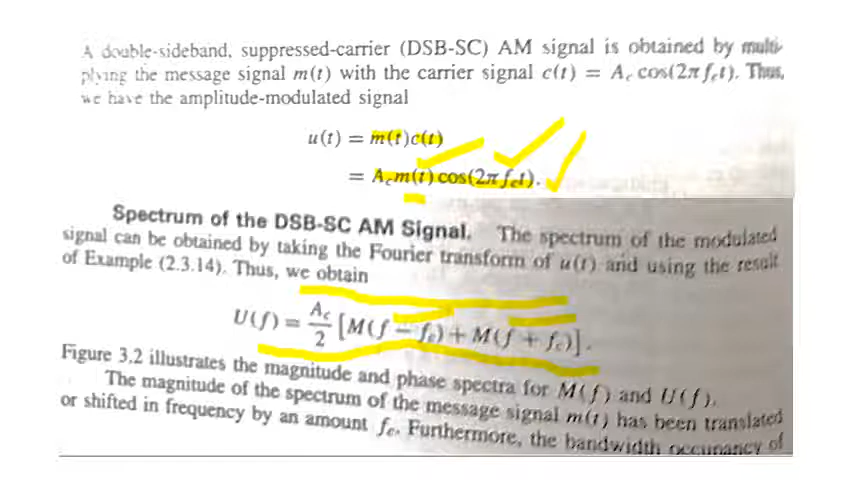 A double-sideband, suppressed-carrier (DSB-SC) AM signal is obtained by multi-
plying the message signal m(t) with the carrier signal c(t) = A_c cos(2πf_c t). Thus,
we have the amplitude-modulated signal
u(t) = m(t)c(t)
= A_c m(t) cos(2πf_c t).
Spectrum of the DSB-SC AM Signal. The spectrum of the modulated
signal can be obtained by taking the Fourier transform of u(t) and using the result
of Example (2.3.14). Thus, we obtain
U(f) = A_c/2 [M(f − f_c) + M(f + f_c)].
Figure 3.2 illustrates the magnitude and phase spectra for M(f) and U(f).
The magnitude of the spectrum of the message signal m(t) has been translated
or shifted in frequency by an amount f_c. Furthermore, the bandwidth occupancy of